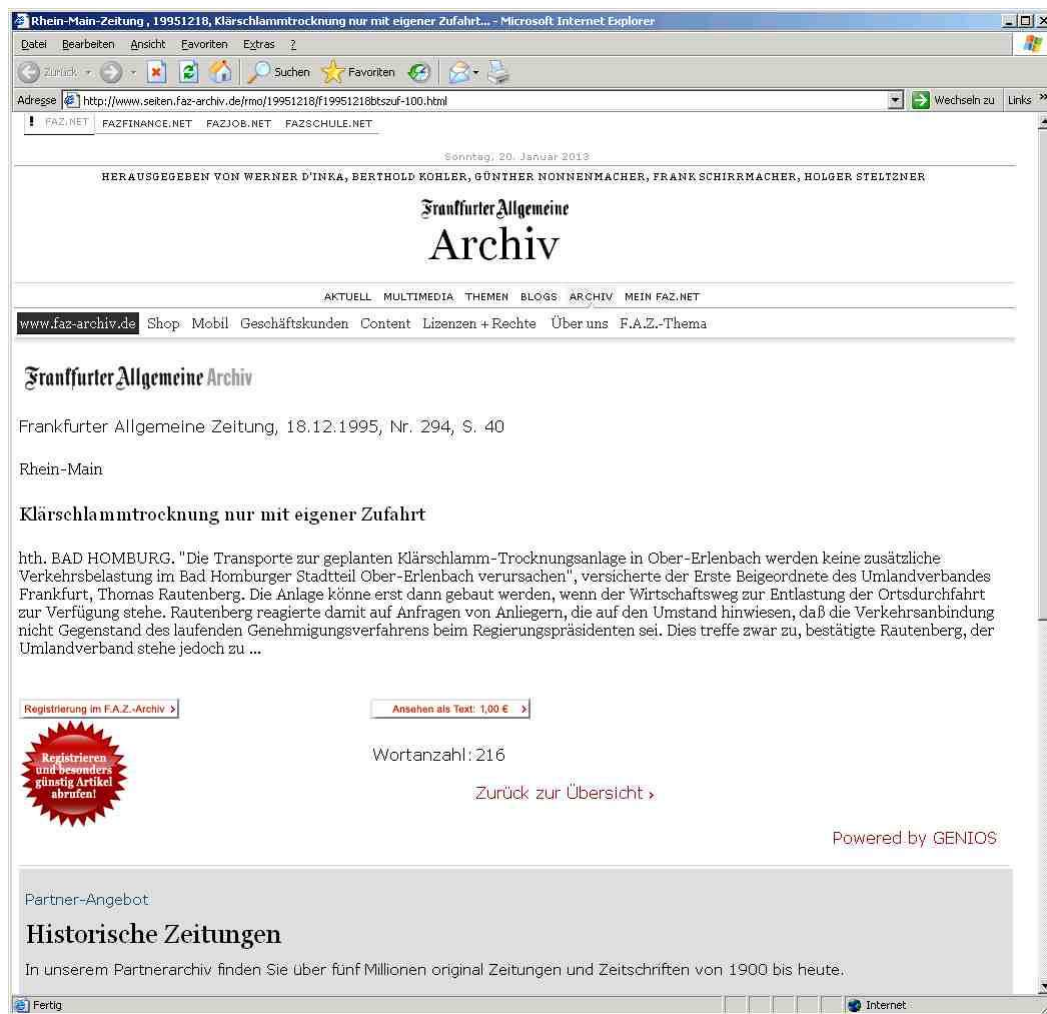 Rhein-Main-Zeitung , 19951218, Klärschlammtrocknung nur mit eigener Zufahrt... - Microsoft Internet Explorer
Datei Bearbeiten Ansicht Favoriten Extras ?
Zurück Suchen Favoriten
Adresse http://www.seiten.faz-archiv.de/rmo/19951218/f19951218btszuf-100.html Wechseln zu Links »
! FAZ.NET FAZFINANCE.NET FAZJOB.NET FAZSCHULE.NET
Sonntag, 20. Januar 2013
HERAUSGEGEBEN VON WERNER D'INKA, BERTHOLD KOHLER, GÜNTHER NONNENMACHER, FRANK SCHIRRMACHER, HOLGER STELTZNER
Frankfurter Allgemeine
Archiv
AKTUELL MULTIMEDIA THEMEN BLOGS ARCHIV MEIN FAZ.NET
www.faz-archiv.de Shop Mobil Geschäftskunden Content Lizenzen + Rechte Über uns F.A.Z.-Thema
Frankfurter Allgemeine Archiv
Frankfurter Allgemeine Zeitung, 18.12.1995, Nr. 294, S. 40
Rhein-Main
Klärschlammtrocknung nur mit eigener Zufahrt
hth. BAD HOMBURG. "Die Transporte zur geplanten Klärschlamm-Trocknungsanlage in Ober-Erlenbach werden keine zusätzliche
Verkehrsbelastung im Bad Homburger Stadtteil Ober-Erlenbach verursachen", versicherte der Erste Beigeordnete des Umlandverbandes
Frankfurt, Thomas Rautenberg. Die Anlage könne erst dann gebaut werden, wenn der Wirtschaftsweg zur Entlastung der Ortsdurchfahrt
zur Verfügung stehe. Rautenberg reagierte damit auf Anfragen von Anliegern, die auf den Umstand hinwiesen, daß die Verkehrsanbindung
nicht Gegenstand des laufenden Genehmigungsverfahrens beim Regierungspräsidenten sei. Dies treffe zwar zu, bestätigte Rautenberg, der
Umlandverband stehe jedoch zu ...
Registrierung im F.A.Z.-Archiv > Ansehen als Text: 1,00 € >
Registrieren
und besonders
günstig Artikel
abrufen!
Wortanzahl: 216
Zurück zur Übersicht ›
Powered by GENIOS
Partner-Angebot
Historische Zeitungen
In unserem Partnerarchiv finden Sie über fünf Millionen original Zeitungen und Zeitschriften von 1900 bis heute.
Fertig Internet